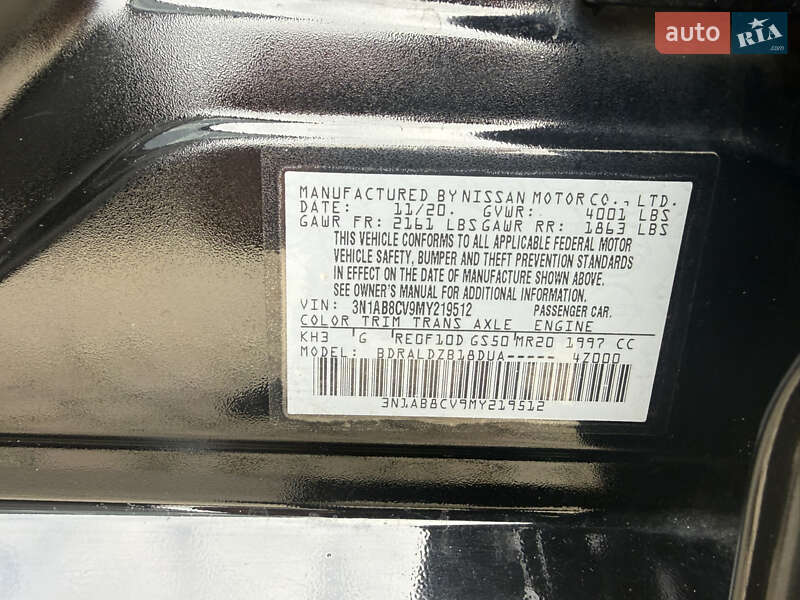 auto RIA
.com
MANUFACTURED BY NISSAN MOTOR CO., LTD.
DATE: 11/20. GVWR: 4001 LBS
GAWR FR: 2161 LBS GAWR RR: 1863 LBS
THIS VEHICLE CONFORMS TO ALL APPLICABLE FEDERAL MOTOR
VEHICLE SAFETY, BUMPER AND THEFT PREVENTION STANDARDS
IN EFFECT ON THE DATE OF MANUFACTURE SHOWN ABOVE.
SEE OWNER'S MANUAL FOR ADDITIONAL INFORMATION.
VIN: 3N1AB8CV9MY219512 PASSENGER CAR.
COLOR TRIM TRANS AXLE ENGINE
KH3 G RE0F10D GS50 MR20 1997 CC
MODEL: BDRALDZB18DUA----- 4Z000
3N1AB8CV9MY219512